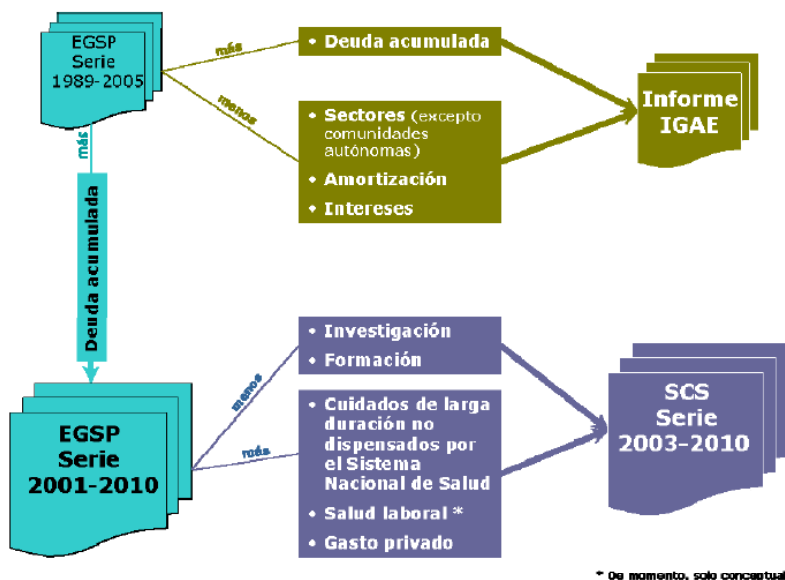 EGSP
Serie
1989-2005
más
• Deuda acumulada
menos
• Sectores (excepto
comunidades
autónomas)
• Amortización
• Intereses
Informe
IGAE
más
Deuda acumulada
EGSP
Serie
2001-2010
menos
• Investigación
• Formación
más
• Cuidados de larga
duración no
dispensados por
el Sistema
Nacional de Salud
• Salud laboral *
• Gasto privado
SCS
Serie
2003-2010
* De momento, solo conceptual